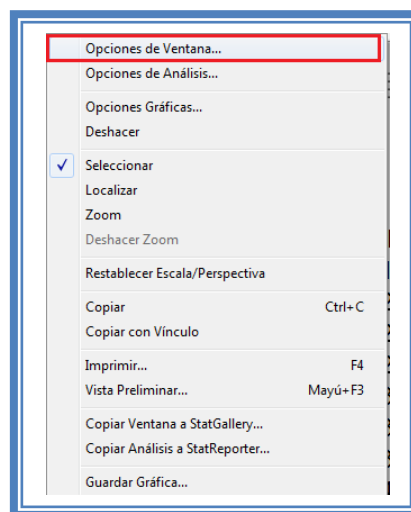 Opciones de Ventana...
Opciones de Análisis...
Opciones Gráficas...
Deshacer
Seleccionar
Localizar
Zoom
Deshacer Zoom
Restablecer Escala/Perspectiva
Copiar Ctrl+C
Copiar con Vínculo
Imprimir... F4
Vista Preliminar... Mayú+F3
Copiar Ventana a StatGallery...
Copiar Análisis a StatReporter...
Guardar Gráfica...